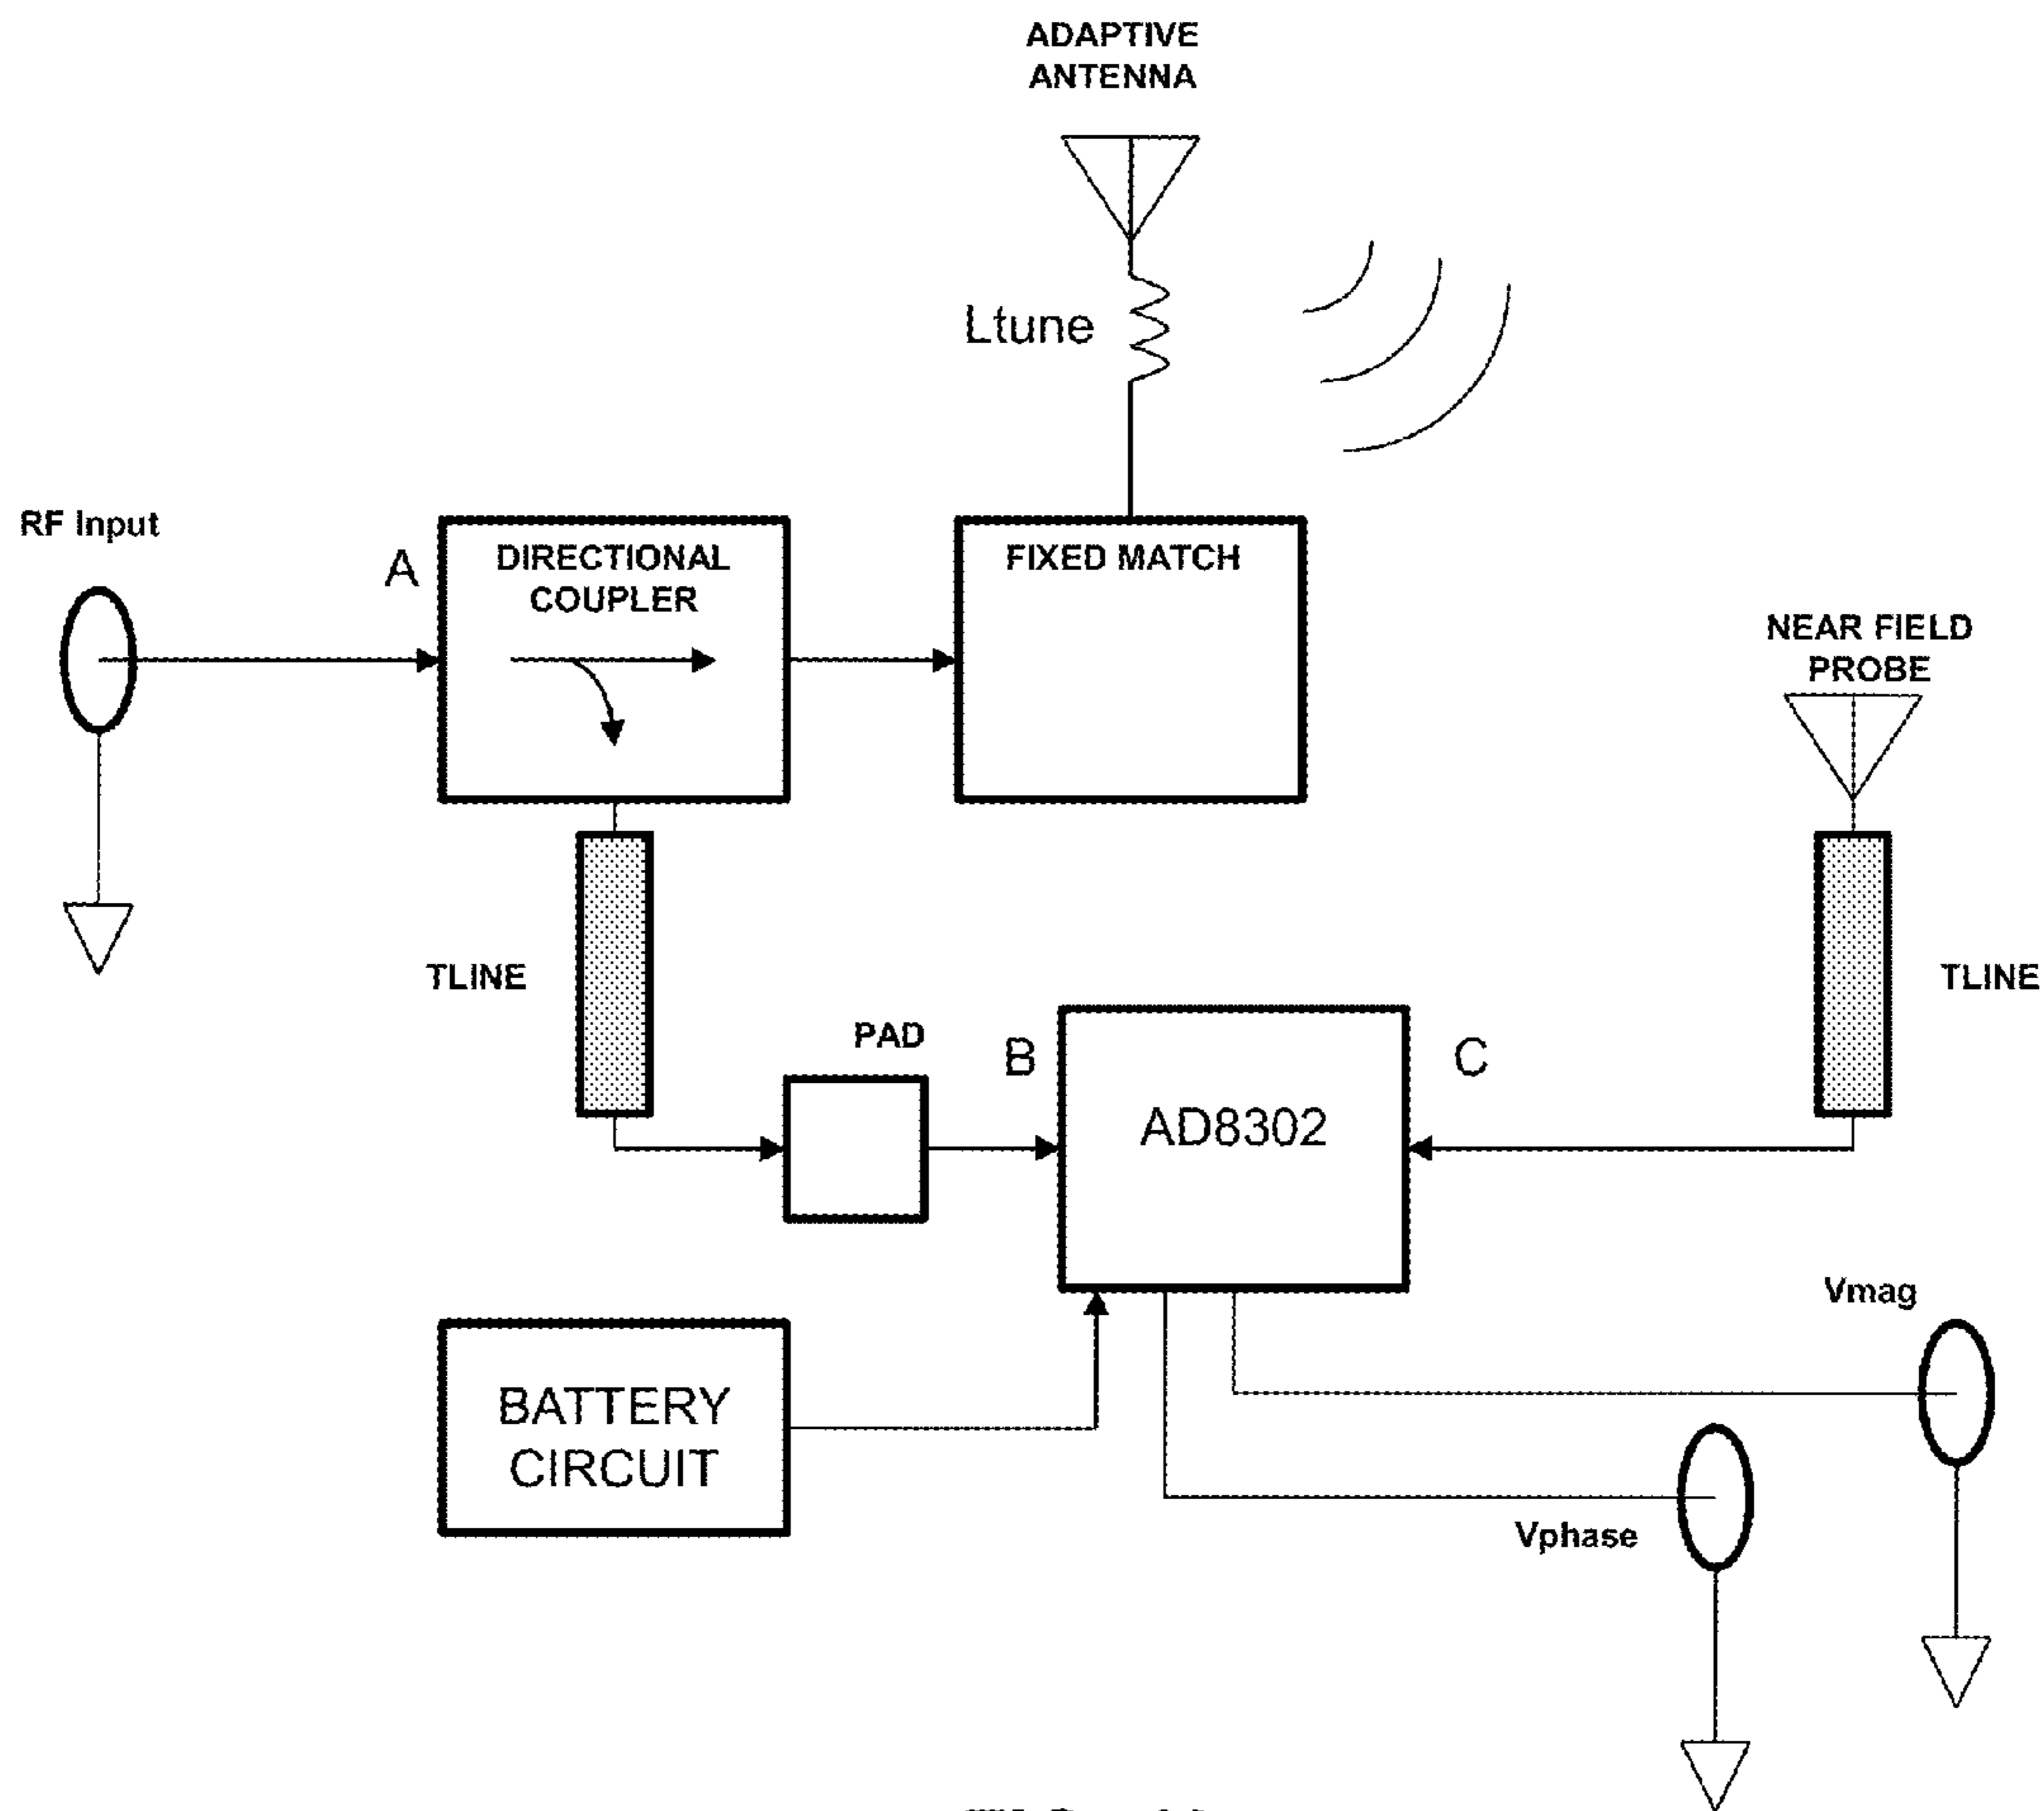 ADAPTIVE
ANTENNA
Ltune
RF Input
A
DIRECTIONAL
COUPLER
FIXED MATCH
NEAR FIELD
PROBE
TLINE
TLINE
PAD
B
C
AD8302
Vmag
BATTERY
CIRCUIT
Vphase